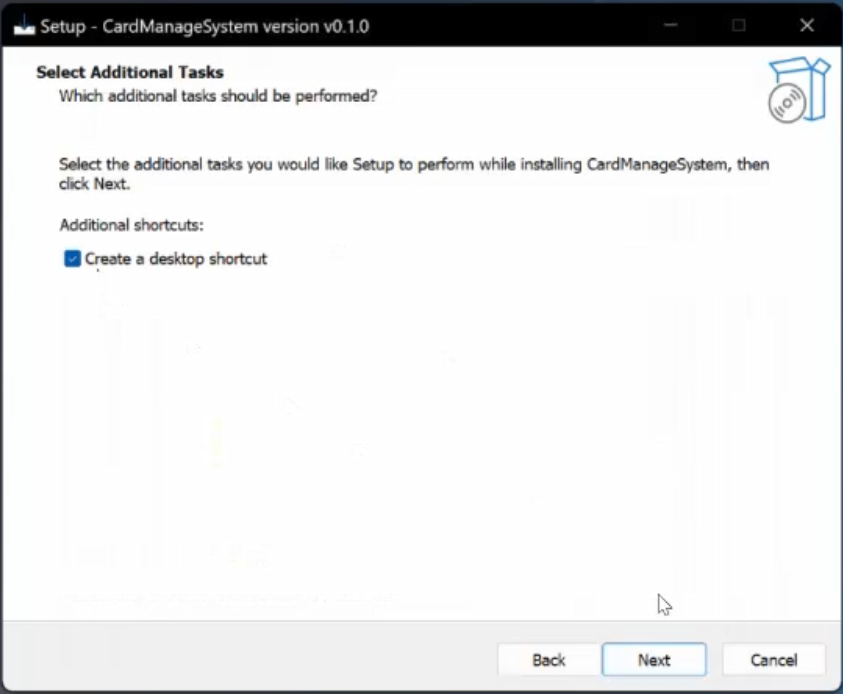 Setup - CardManageSystem version v0.1.0
Select Additional Tasks
Which additional tasks should be performed?
Select the additional tasks you would like Setup to perform while installing CardManageSystem, then
click Next.
Additional shortcuts:
Create a desktop shortcut
Back Next Cancel